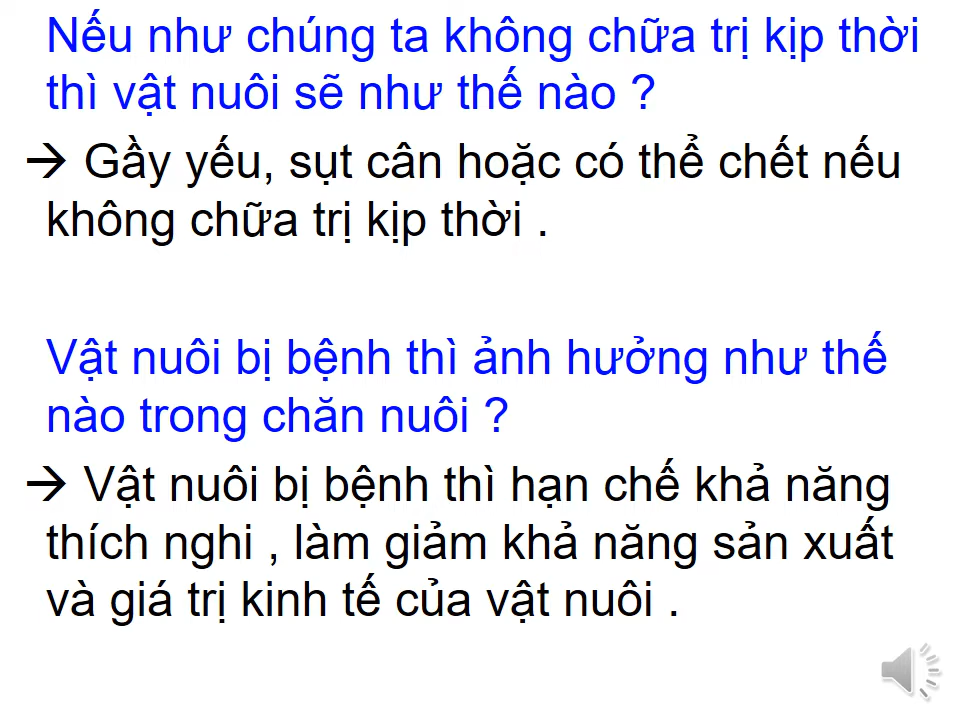 Nếu như chúng ta không chữa trị kịp thời
thì vật nuôi sẽ như thế nào ?
→ Gầy yếu, sụt cân hoặc có thể chết nếu
không chữa trị kịp thời .
Vật nuôi bị bệnh thì ảnh hưởng như thế
nào trong chăn nuôi ?
→ Vật nuôi bị bệnh thì hạn chế khả năng
thích nghi , làm giảm khả năng sản xuất
và giá trị kinh tế của vật nuôi .